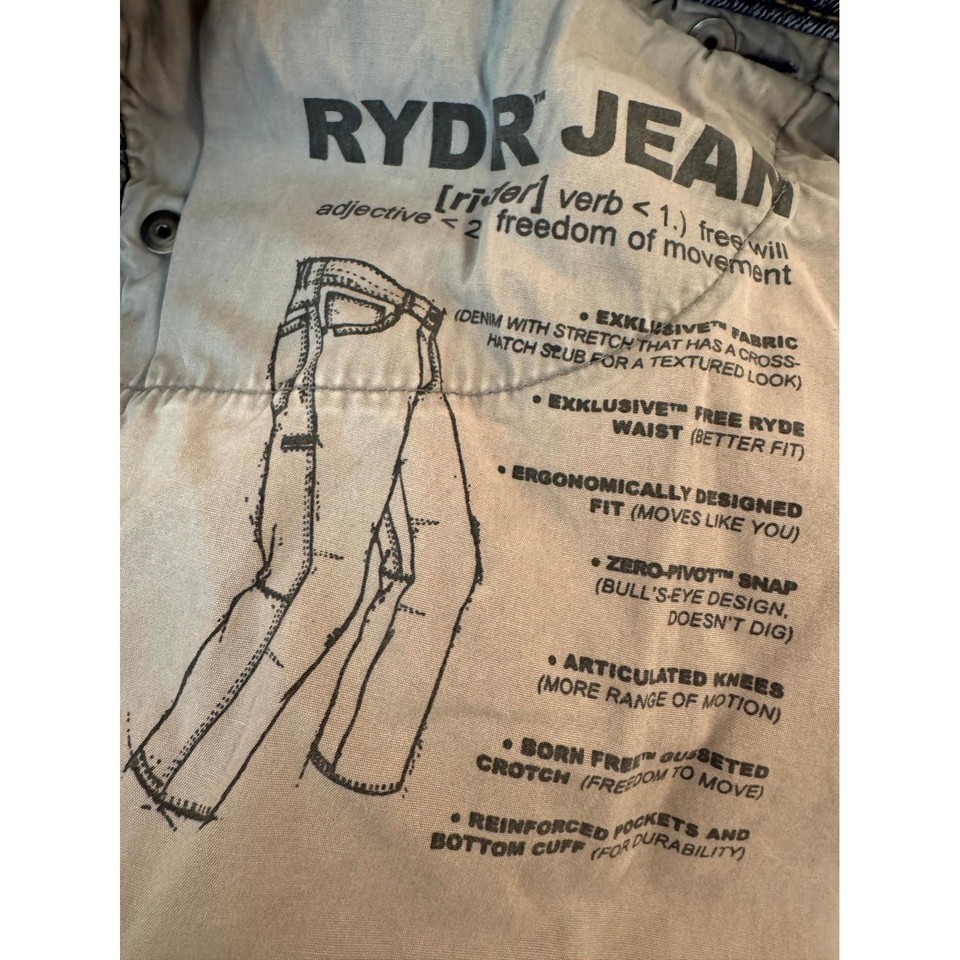 RYDR™ JEAN
[rīder] verb < 1.) free will
adjective < 2 freedom of movement
• EXKLUSIVE™ FABRIC
(DENIM WITH STRETCH THAT HAS A CROSS-
HATCH SLUB FOR A TEXTURED LOOK)
• EXKLUSIVE™ FREE RYDE
WAIST (BETTER FIT)
• ERGONOMICALLY DESIGNED
FIT (MOVES LIKE YOU)
• ZERO-PIVOT™ SNAP
(BULL'S-EYE DESIGN,
DOESN'T DIG)
• ARTICULATED KNEES
(MORE RANGE OF MOTION)
• BORN FREE™ GUSSETED
CROTCH (FREEDOM TO MOVE)
• REINFORCED POCKETS AND
BOTTOM CUFF (FOR DURABILITY)